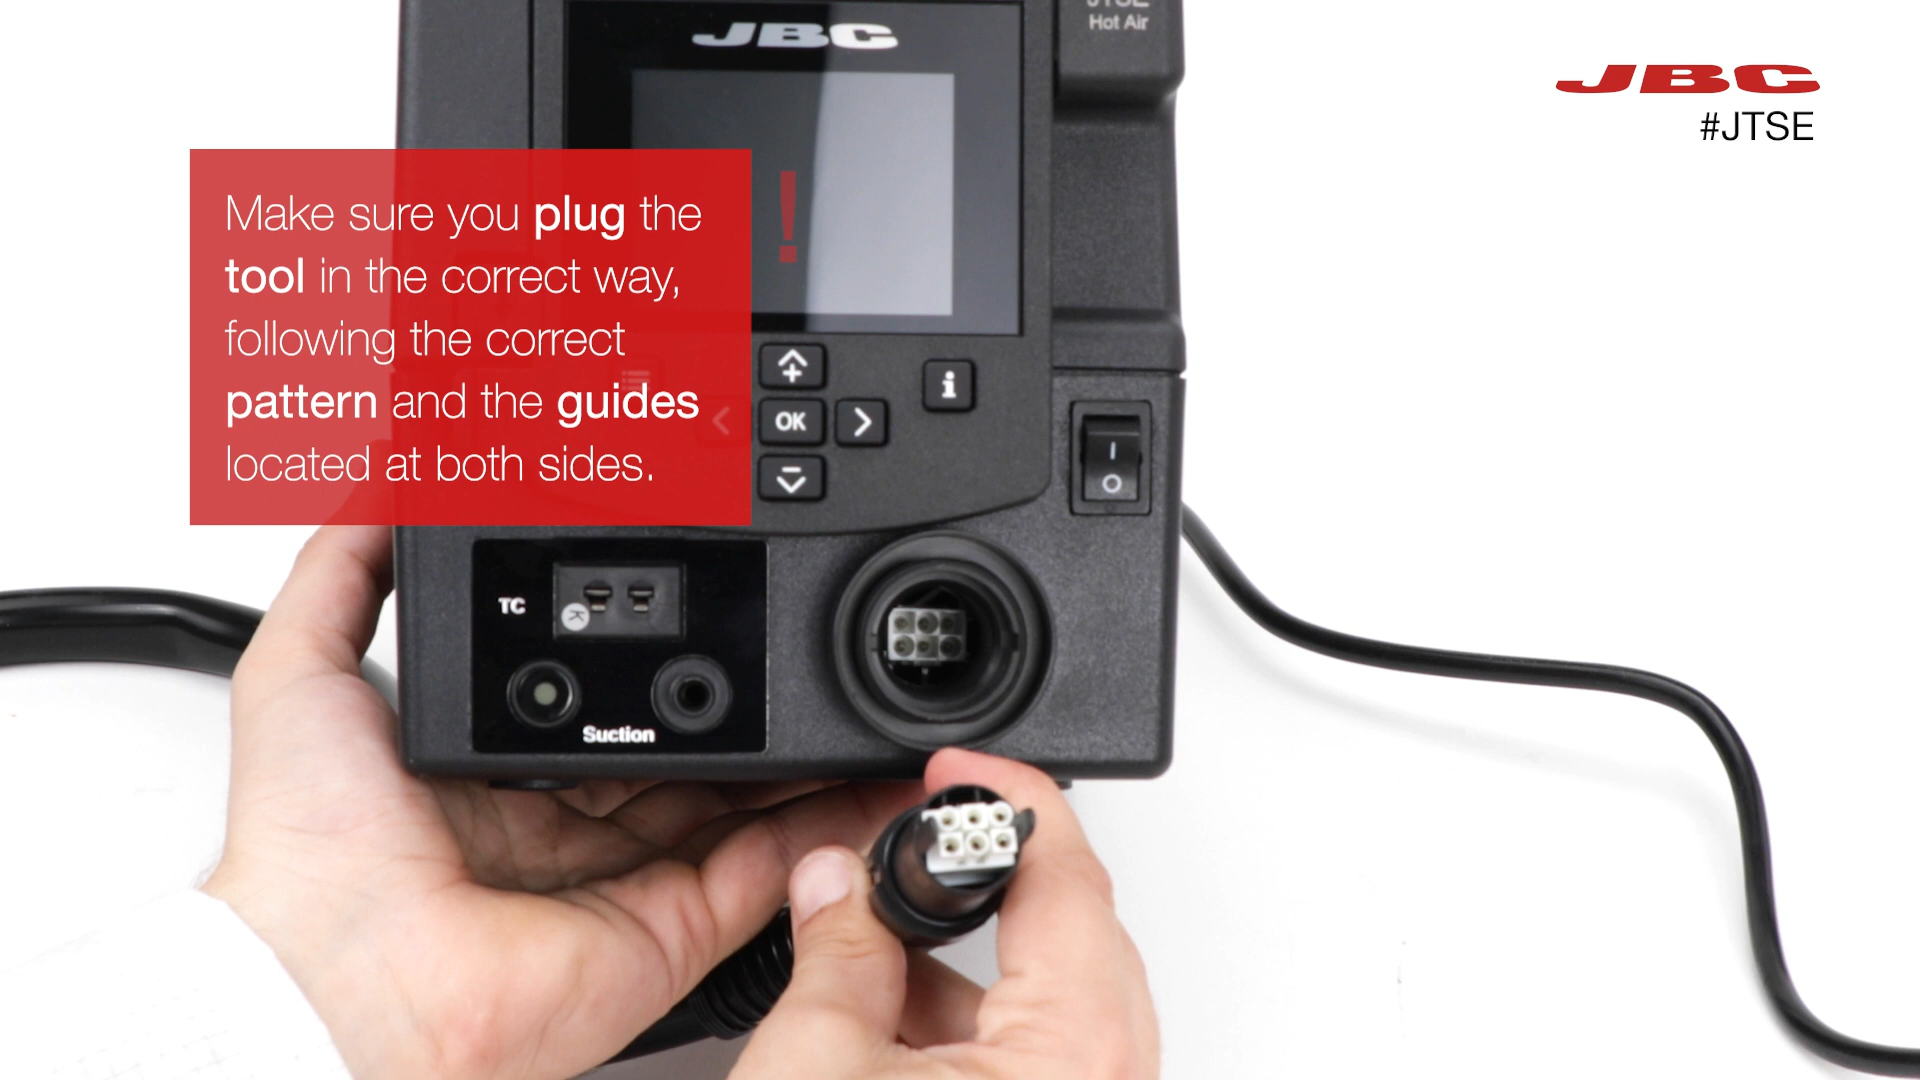 JTSE
Hot Air
JBC
JBC
#JTSE
Make sure you plug the
tool in the correct way,
following the correct
pattern and the guides
located at both sides.
!
i
OK
I
O
TC
K
Suction